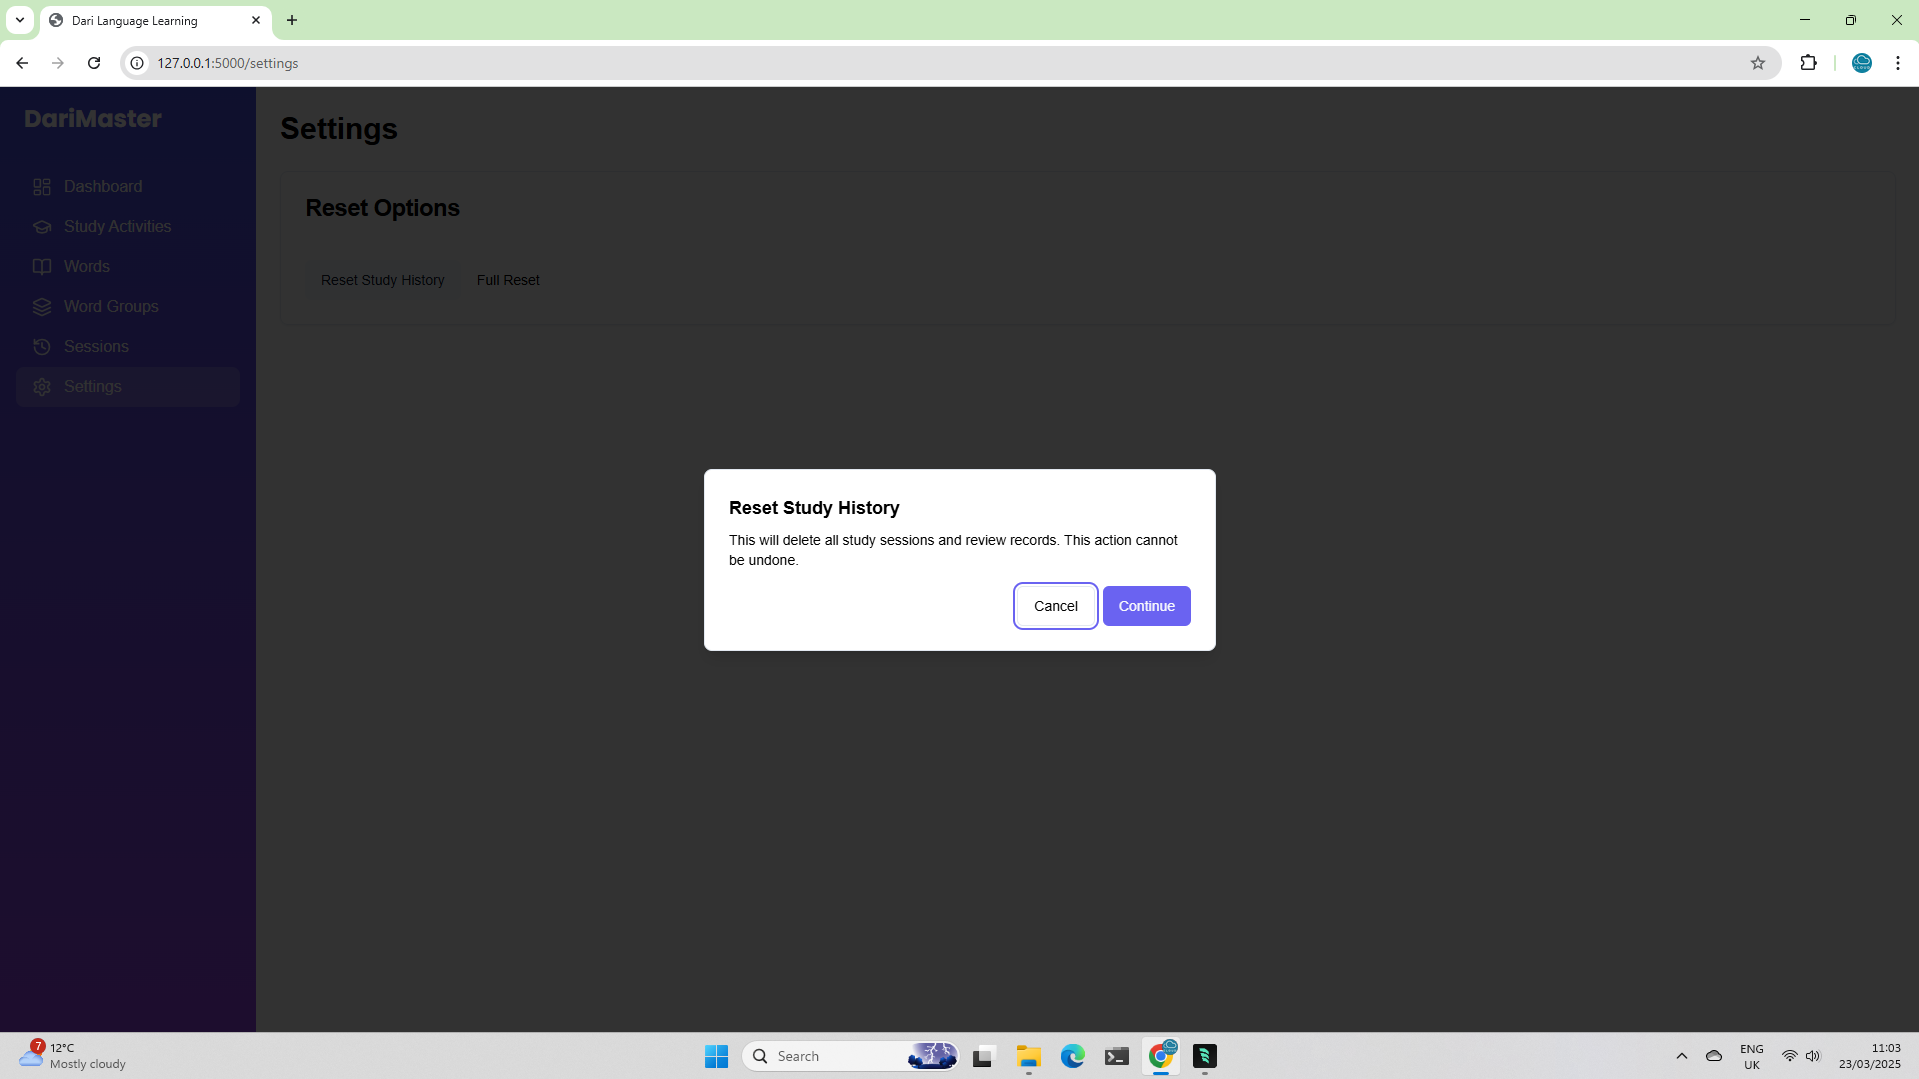 Dari Language Learning
127.0.0.1:5000/settings
DariMaster
Dashboard
Study Activities
Words
Word Groups
Sessions
Settings
Settings
Reset Options
Reset Study History
Full Reset
Reset Study History
This will delete all study sessions and review records. This action cannot
be undone.
Cancel
Continue
7
12°C
Mostly cloudy
Search
ENG
UK
11:03
23/03/2025